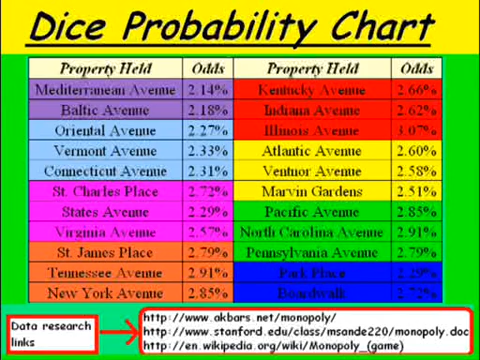 Dice Probability Chart
Property Held Odds Property Held Odds
Mediterranean Avenue 2.14% Kentucky Avenue 2.66%
Baltic Avenue 2.18% Indiana Avenue 2.62%
Oriental Avenue 2.27% Illinois Avenue 3.07%
Vermont Avenue 2.33% Atlantic Avenue 2.60%
Connecticut Avenue 2.31% Ventnor Avenue 2.58%
St. Charles Place 2.72% Marvin Gardens 2.51%
States Avenue 2.29% Pacific Avenue 2.85%
Virginia Avenue 2.57% North Carolina Avenue 2.91%
St. James Place 2.79% Pennsylvania Avenue 2.79%
Tennessee Avenue 2.91% Park Place 2.29%
New York Avenue 2.85% Boardwalk 2.72%
Data research
links
http://www.akbars.net/monopoly/
http://www.stanford.edu/class/msande220/monopoly.doc
http://en.wikipedia.org/wiki/Monopoly_(game)